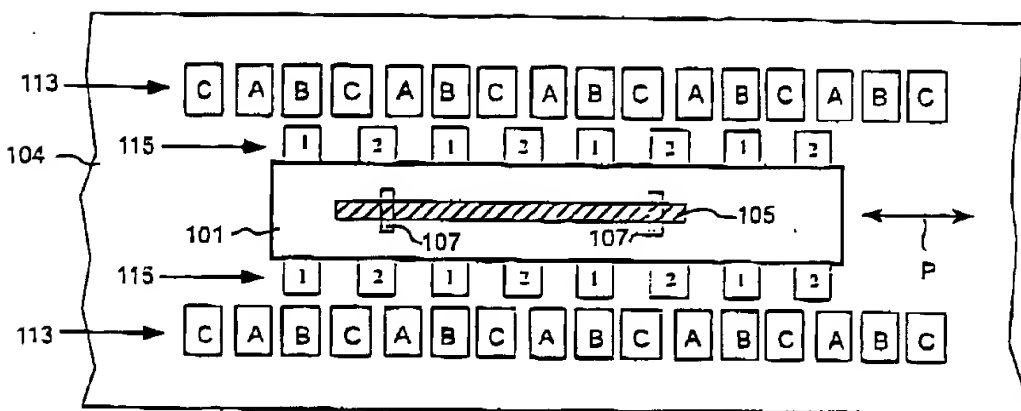 113 C A B C A B C A B C A B C A B C
104 115 1 2 1 2 1 2 1 2
101 107 107 105 P
115 1 2 1 2 1 2 1 2
113 C A B C A B C A B C A B C A B C